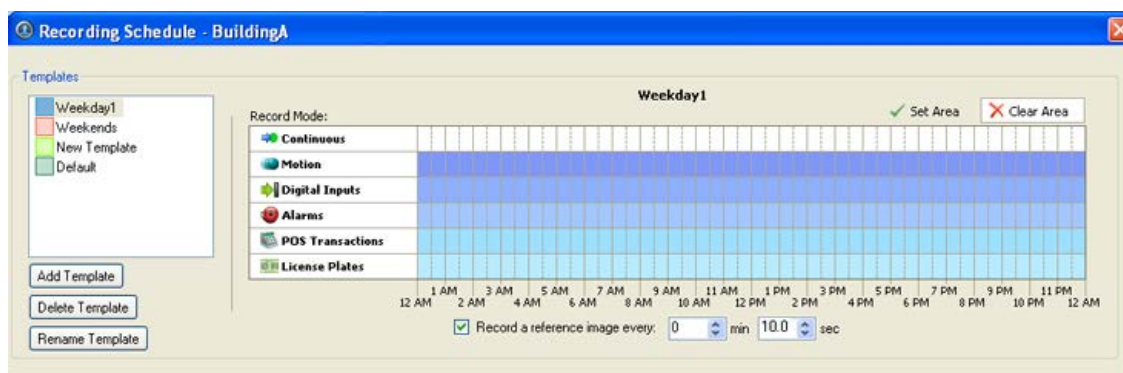 Recording Schedule - BuildingA
Templates
Weekday1
Weekends
New Template
Default
Add Template
Delete Template
Rename Template
Weekday1
Record Mode:
Set Area
Clear Area
Continuous
Motion
Digital Inputs
Alarms
POS Transactions
License Plates
1 AM 3 AM 5 AM 7 AM 9 AM 11 AM 1 PM 3 PM 5 PM 7 PM 9 PM 11 PM
12 AM 2 AM 4 AM 6 AM 8 AM 10 AM 12 PM 2 PM 4 PM 6 PM 8 PM 10 PM 12 AM
Record a reference image every: 0 min 10.0 sec